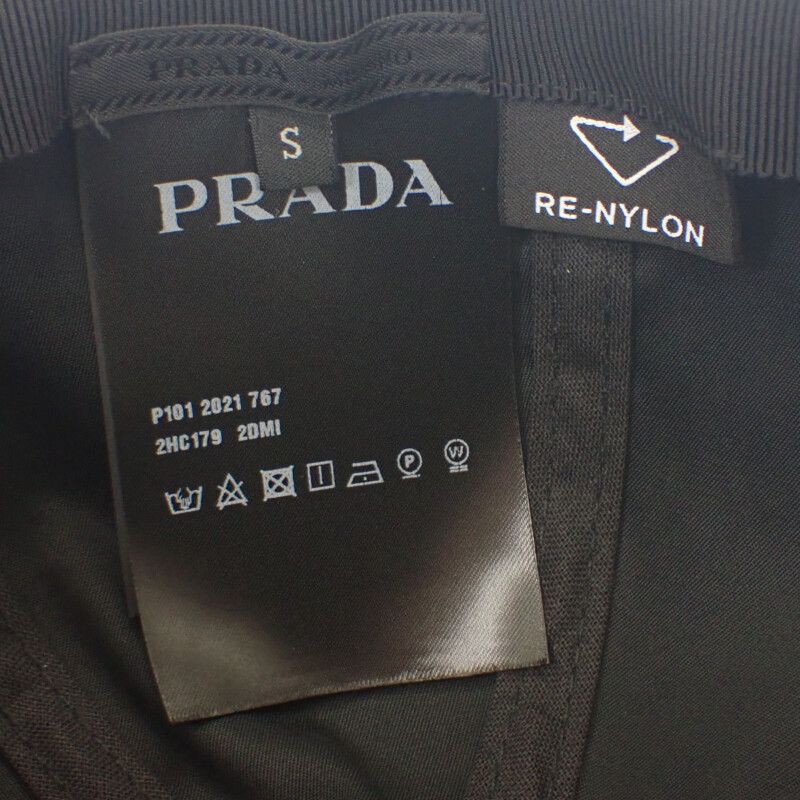 PRADA
S
PRADA
RE-NYLON
P101 2021 767
2HC179 2DMI
P
W